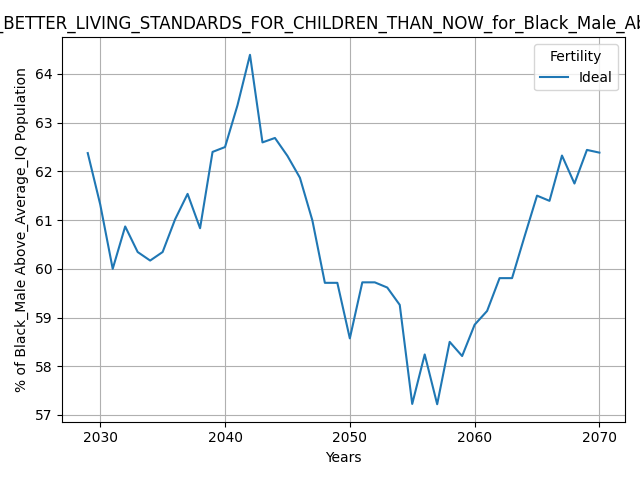 _BETTER_LIVING_STANDARDS_FOR_CHILDREN_THAN_NOW_for_Black_Male_Ab
Fertility
Ideal
% of Black_Male Above_Average_IQ Population
64
63
62
61
60
59
58
57
2030 2040 2050 2060 2070
Years